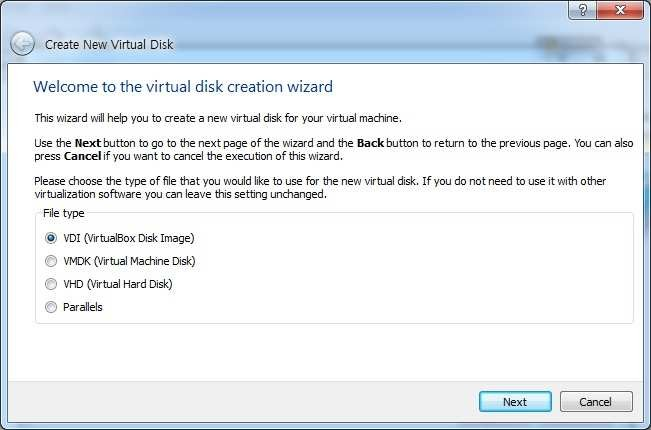 Create New Virtual Disk
Welcome to the virtual disk creation wizard
This wizard will help you to create a new virtual disk for your virtual machine.
Use the Next button to go to the next page of the wizard and the Back button to return to the previous page. You can also
press Cancel if you want to cancel the execution of this wizard.
Please choose the type of file that you would like to use for the new virtual disk. If you do not need to use it with other
virtualization software you can leave this setting unchanged.
File type
VDI (VirtualBox Disk Image)
VMDK (Virtual Machine Disk)
VHD (Virtual Hard Disk)
Parallels
Next
Cancel